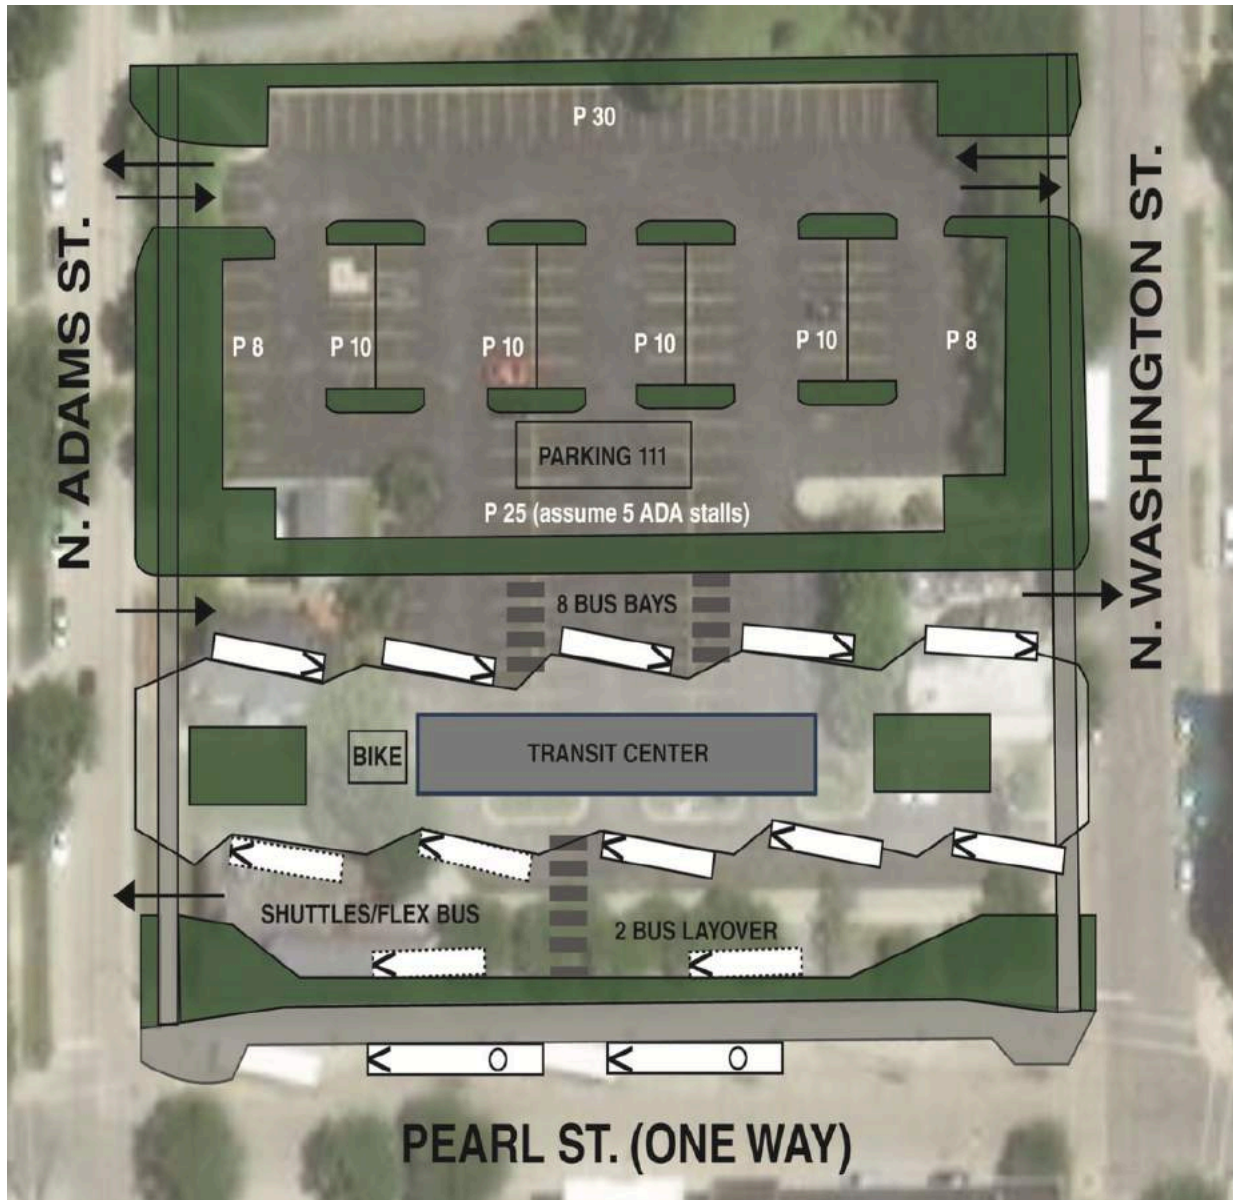 P 30
N. ADAMS ST.
N. WASHINGTON ST.
P 8
P 10
P 10
P 10
P 10
P 8
PARKING 111
P 25 (assume 5 ADA stalls)
8 BUS BAYS
BIKE
TRANSIT CENTER
SHUTTLES/FLEX BUS
2 BUS LAYOVER
PEARL ST. (ONE WAY)